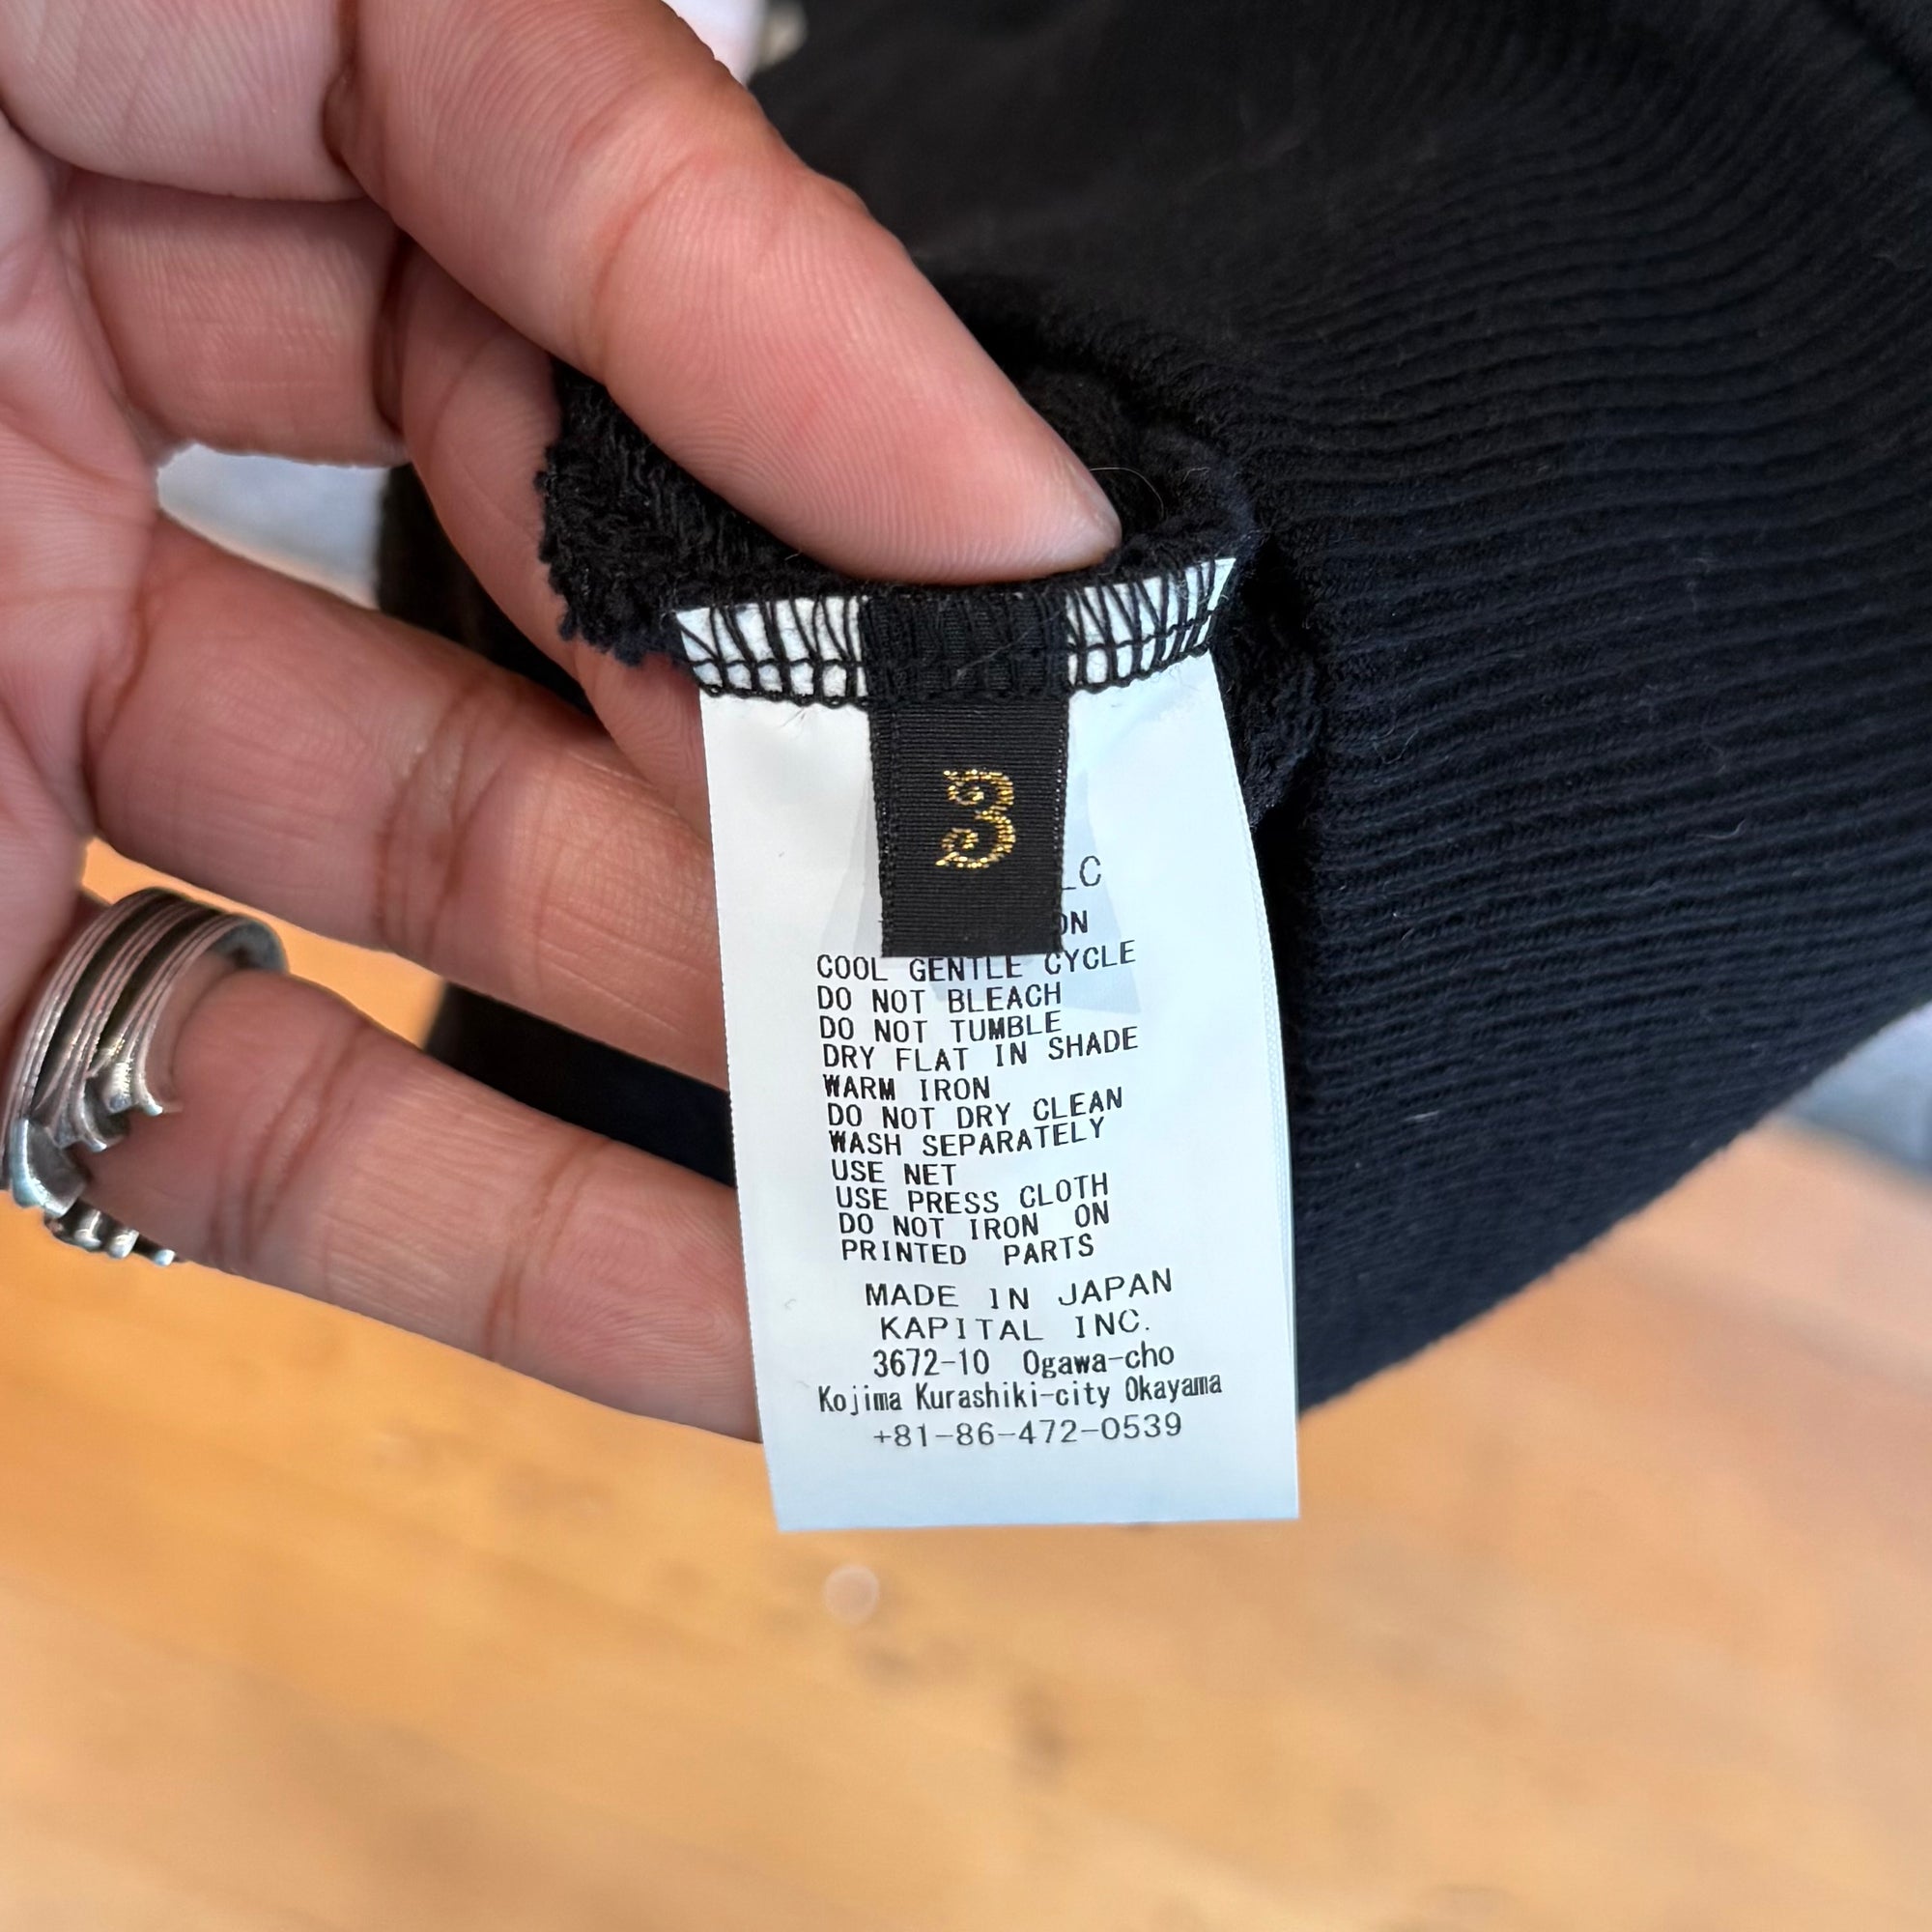 3
COOL GENTLE CYCLE
DO NOT BLEACH
DO NOT TUMBLE
DRY FLAT IN SHADE
WARM IRON
DO NOT DRY CLEAN
WASH SEPARATELY
USE NET
USE PRESS CLOTH
DO NOT IRON ON
PRINTED PARTS
MADE IN JAPAN
KAPITAL INC.
3672-10 Ogawa-cho
Kojima Kurashiki-city Okayama
+81-86-472-0539